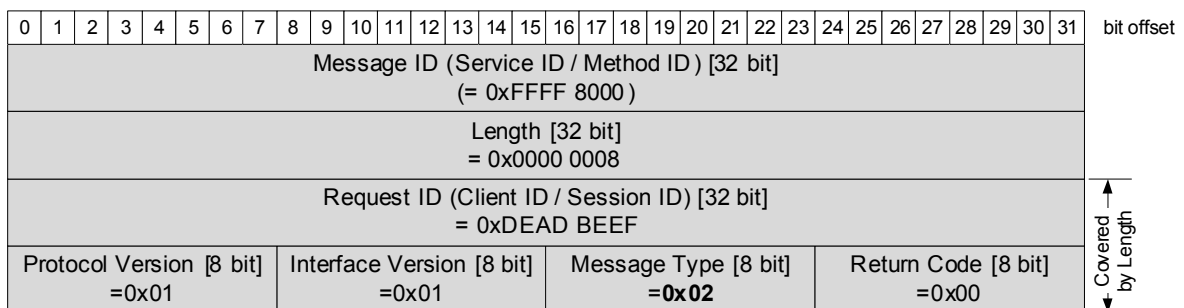 0 1 2 3 4 5 6 7 8 9 10 11 12 13 14 15 16 17 18 19 20 21 22 23 24 25 26 27 28 29 30 31 bit offset
Message ID (Service ID / Method ID) [32 bit]
(= 0xFFFF 8000)
Length [32 bit]
= 0x0000 0008
Request ID (Client ID / Session ID) [32 bit]
= 0xDEAD BEEF
Protocol Version [8 bit] Interface Version [8 bit] Message Type [8 bit] Return Code [8 bit]
=0x01 =0x01 =0x02 =0x00
Covered
by Length